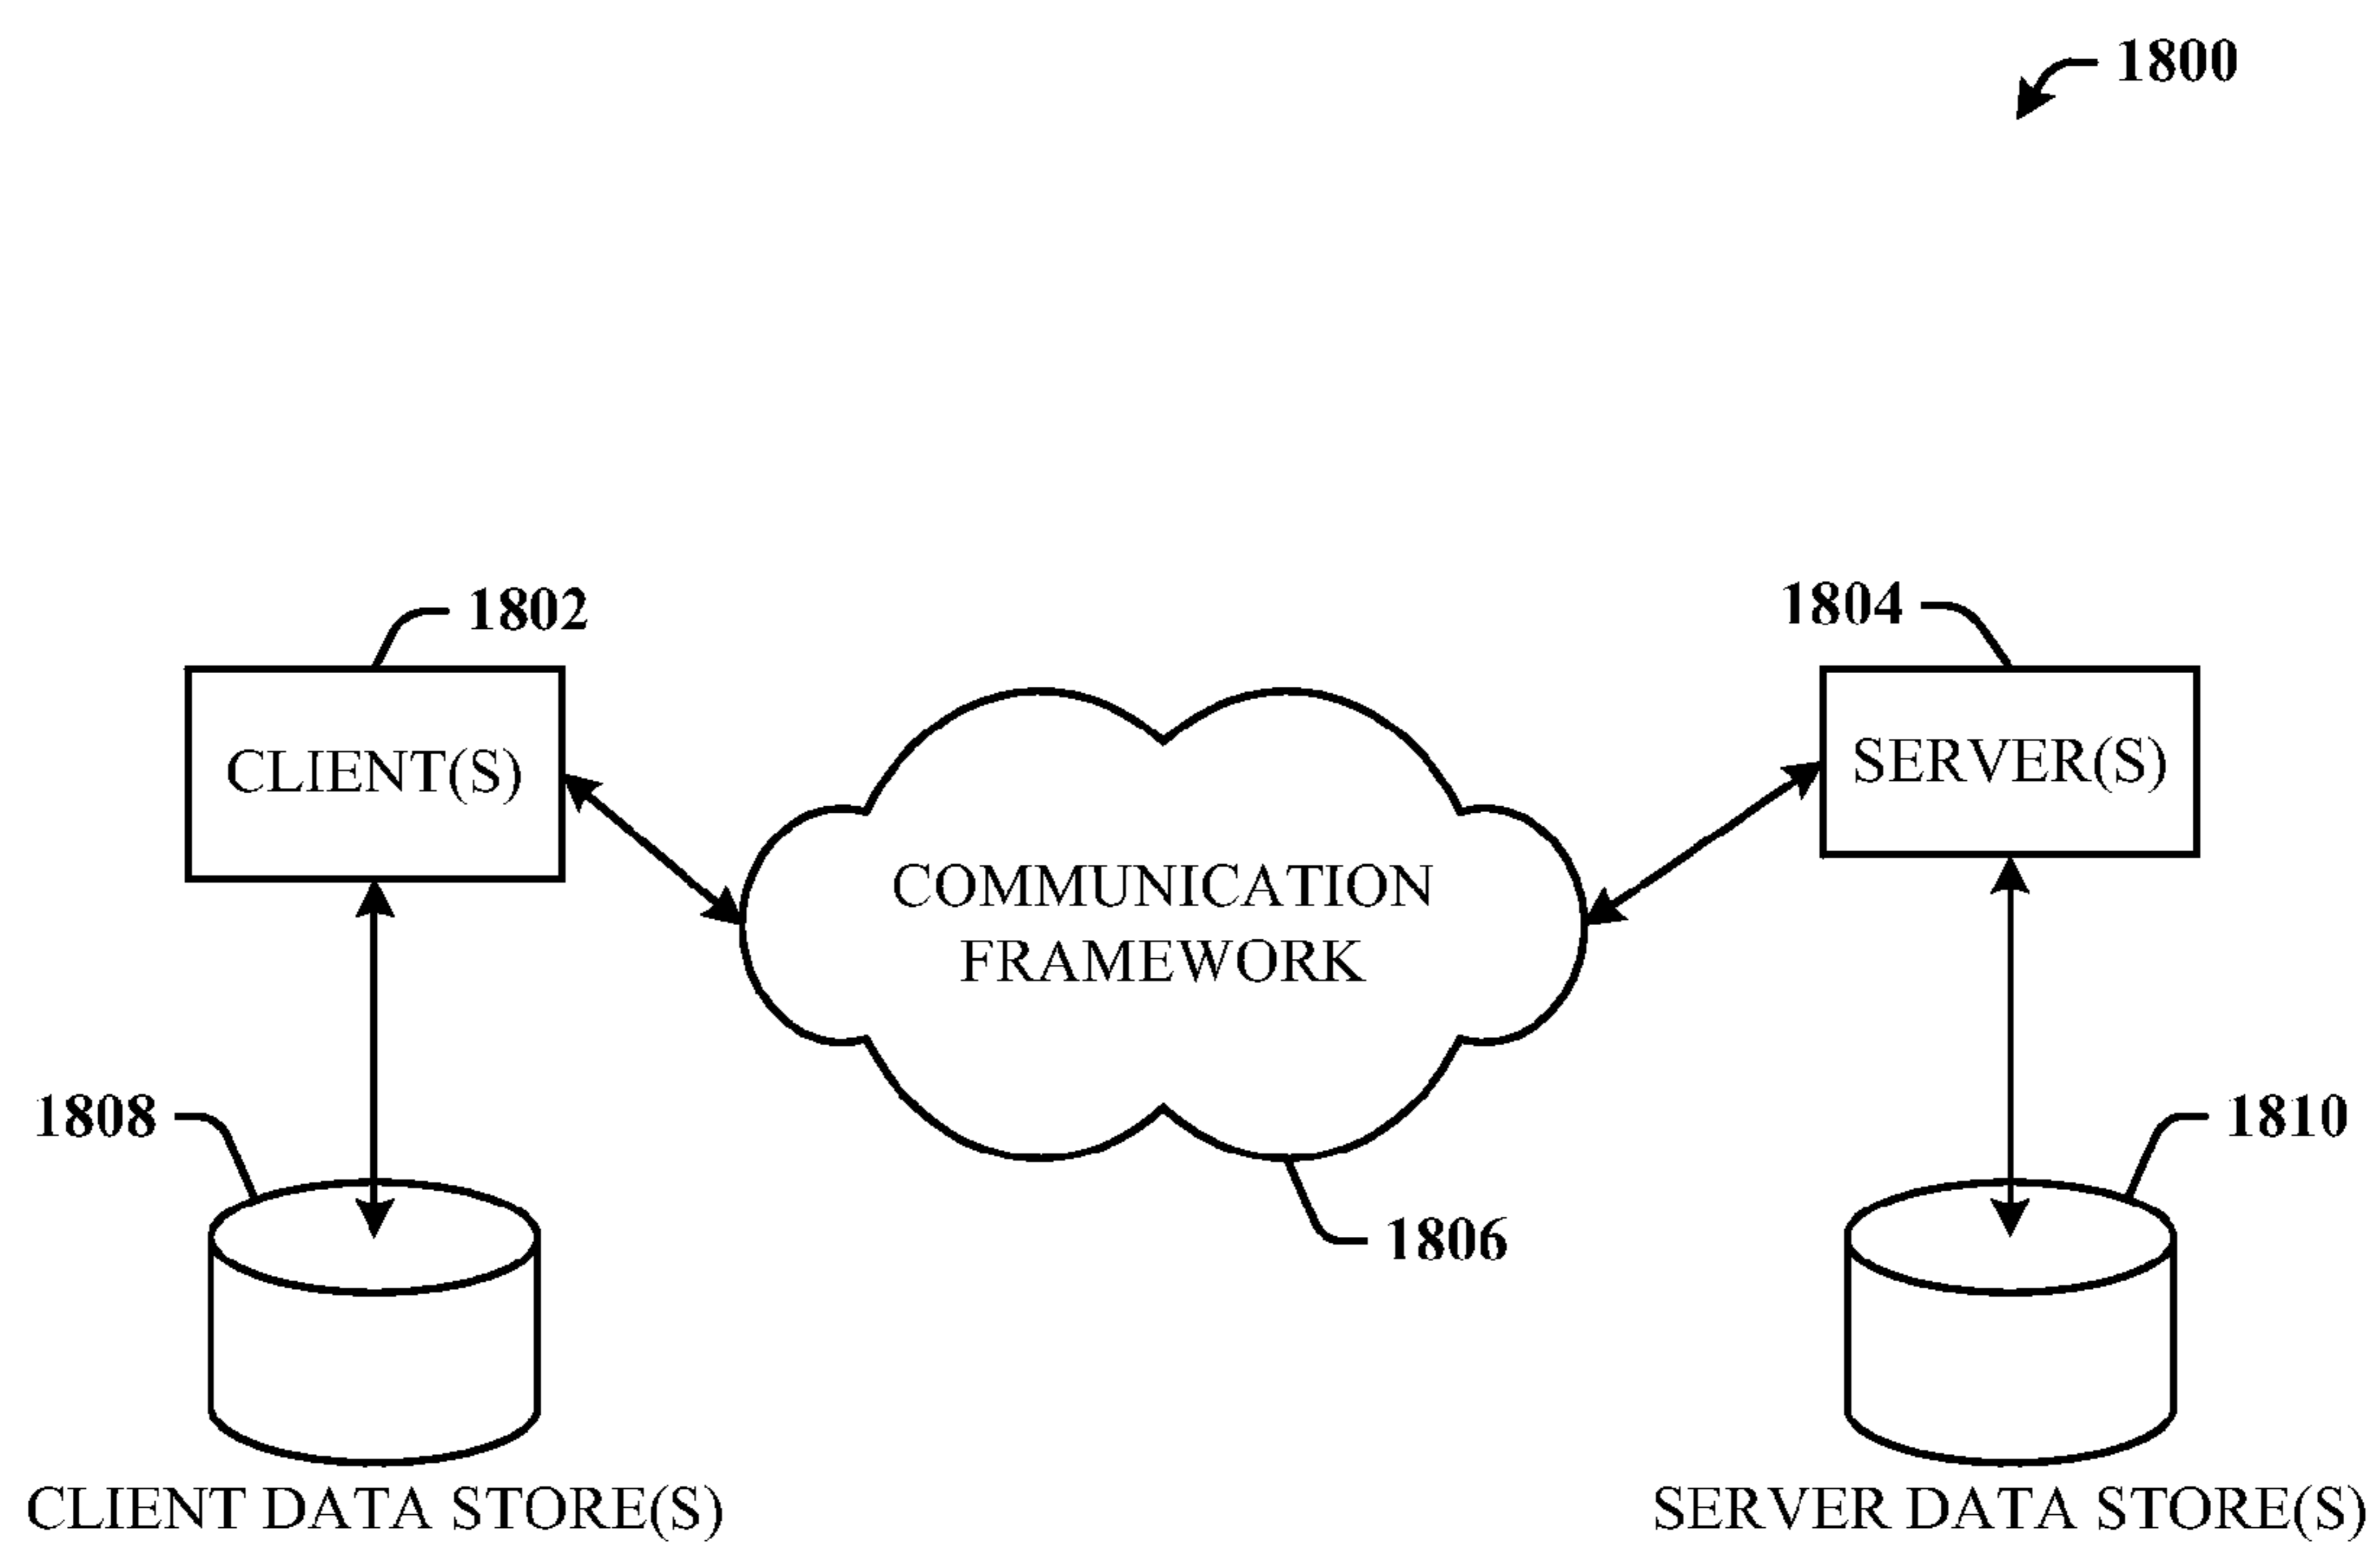 1800
1802
1804
CLIENT(S)
SERVER(S)
COMMUNICATION
FRAMEWORK
1808
1810
1806
CLIENT DATA STORE(S)
SERVER DATA STORE(S)